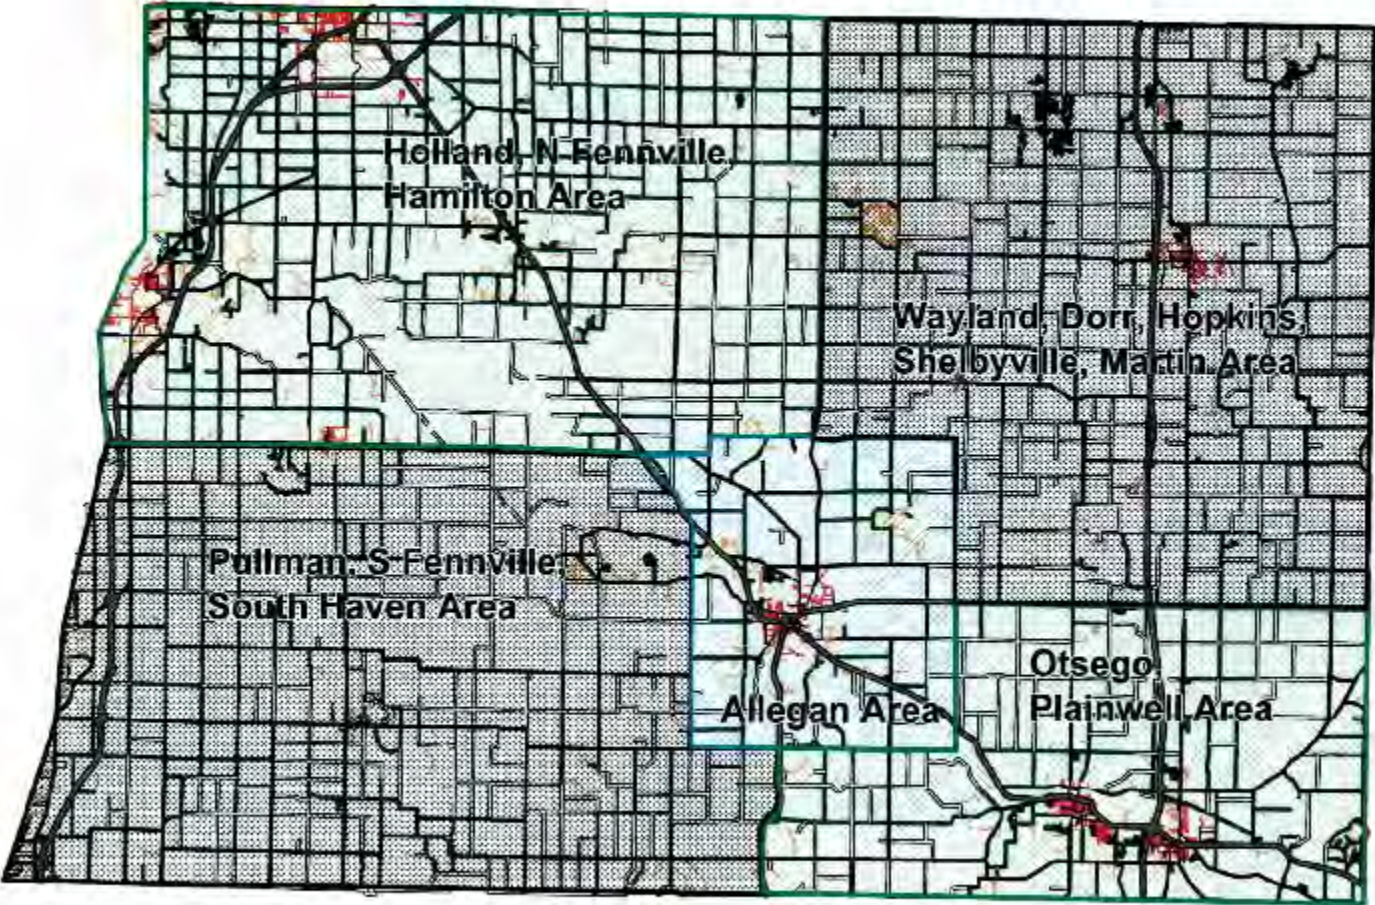 Holland, N Fennville,
Hamilton Area
Wayland, Dorr, Hopkins,
Shelbyville, Martin Area
Pullman, S Fennville,
South Haven Area
Otsego
Plainwell Area
Allegan Area